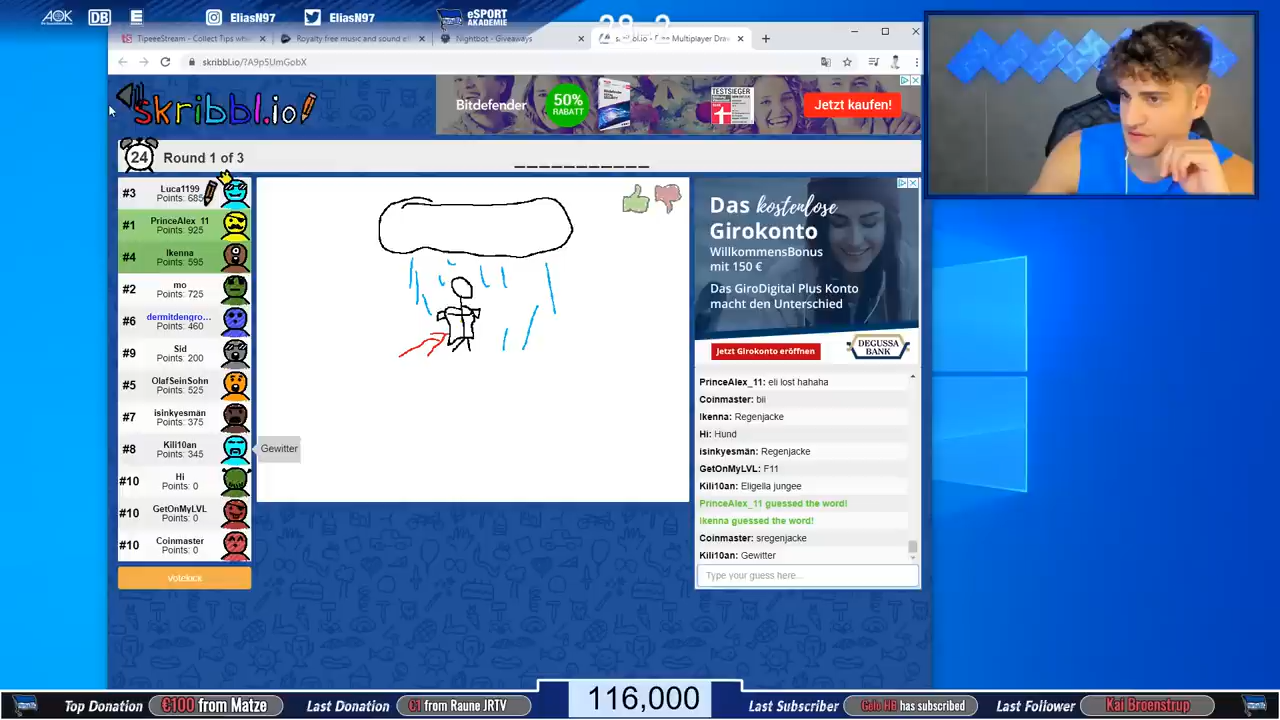 AOK
DB
EliasN97
EliasN97
eSPORT
AKADEMIE
TipeeeStream - Collect Tips wh
Royalty free music and sound e
Nightbot - Giveaways
Free Multiplayer Draw
skribbl.io/?A9p5UmGobX
skribbl.io
Bitdefender
50%
RABATT
TESTSIEGER
Jetzt kaufen!
24
Round 1 of 3
___________
#3
Luca1199
Points: 685
#1
PrinceAlex_11
Points: 925
#4
Ikenna
Points: 595
#2
mo
Points: 725
#6
dermitdengro...
Points: 460
#9
Sid
Points: 200
#5
OlafSeinSohn
Points: 525
#7
isinkyesmän
Points: 375
#8
Kili10an
Points: 345
Gewitter
#10
Hi
Points: 0
#10
GetOnMyLVL
Points: 0
#10
Coinmaster
Points: 0
votekick
Das kostenlose
Girokonto
WillkommensBonus
mit 150 €
Das GiroDigital Plus Konto
macht den Unterschied
Jetzt Girokonto eröffnen
DEGUSSA
BANK
PrinceAlex_11: eli lost hahaha
Coinmaster: bii
Ikenna: Regenjacke
Hi: Hund
isinkyesmän: Regenjacke
GetOnMyLVL: F11
Kili10an: Eligella jungee
PrinceAlex_11 guessed the word!
Ikenna guessed the word!
Coinmaster: sregenjacke
Kili10an: Gewitter
Type your guess here...
Top Donation
€100 from Matze
Last Donation
€1 from Raune JRTV
116,000
Last Subscriber
Gelo HB has subscribed
Last Follower
Kai Broenstrup